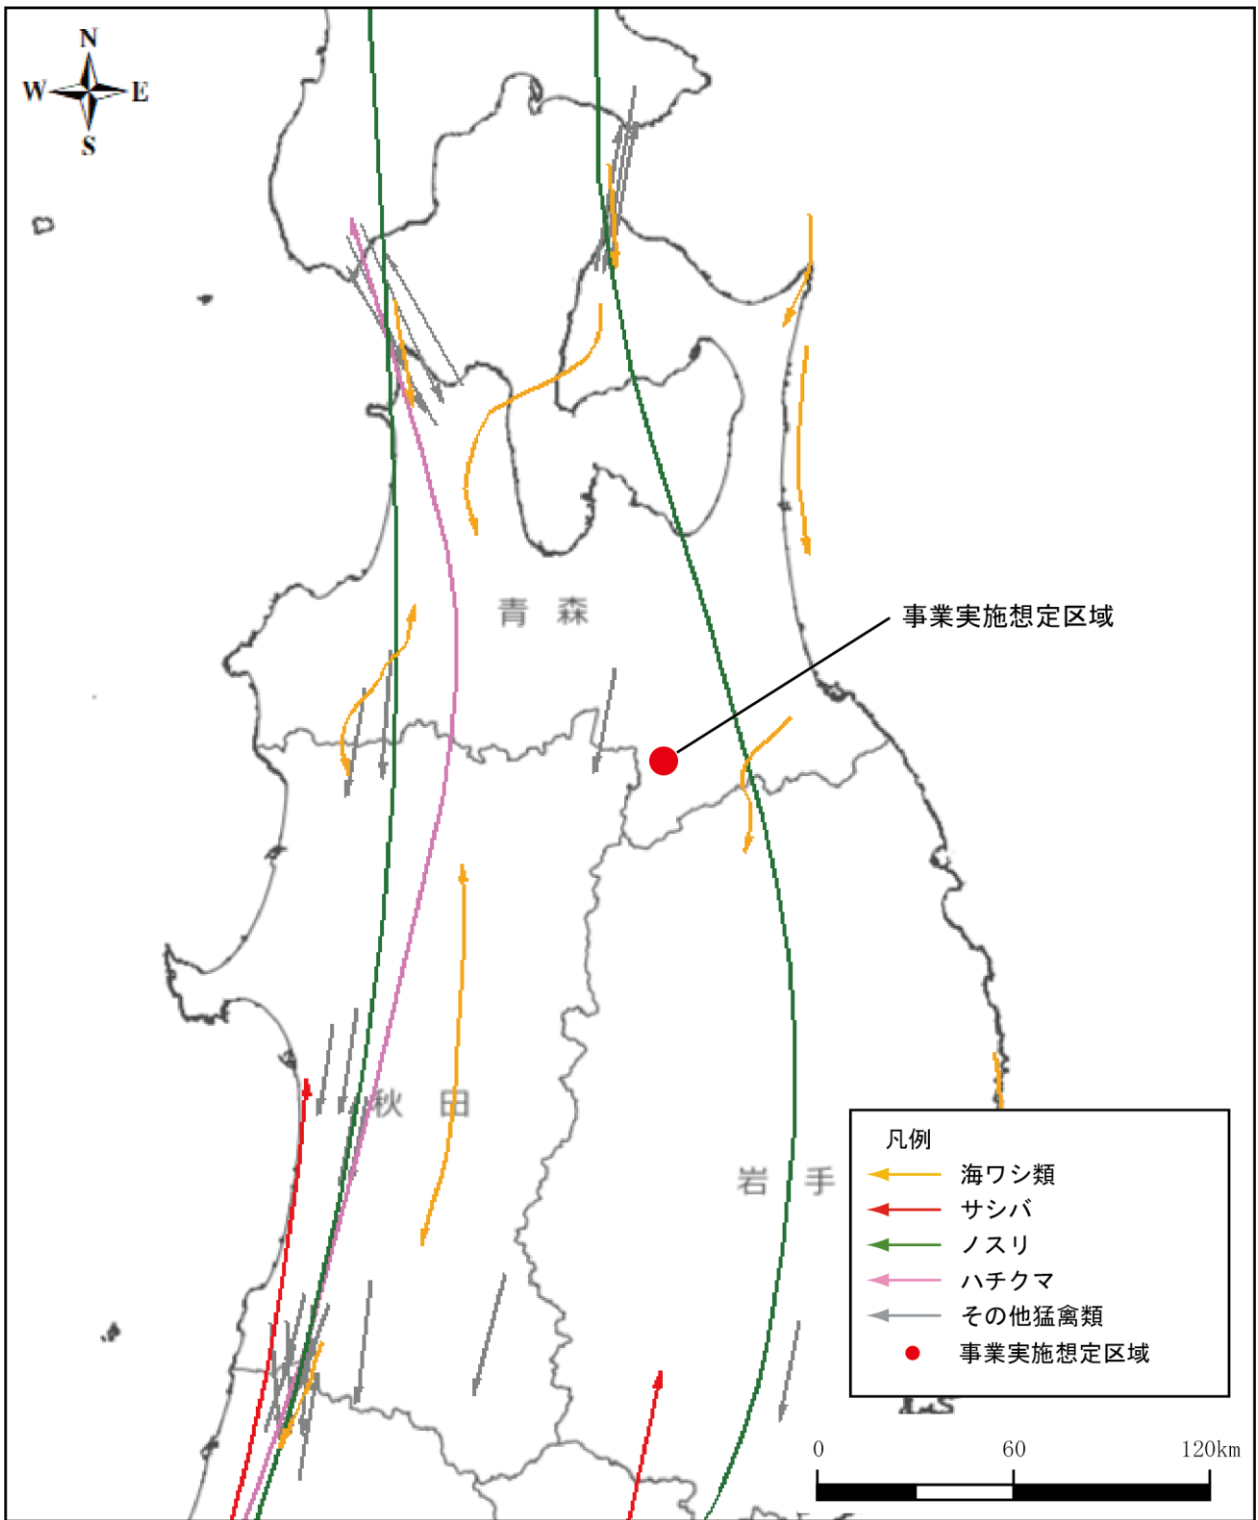 N
W E
S
事業実施想定区域
青 森
秋 田
岩 手
凡例
海ワシ類
サシバ
ノスリ
ハチクマ
その他猛禽類
事業実施想定区域
0 60 120km